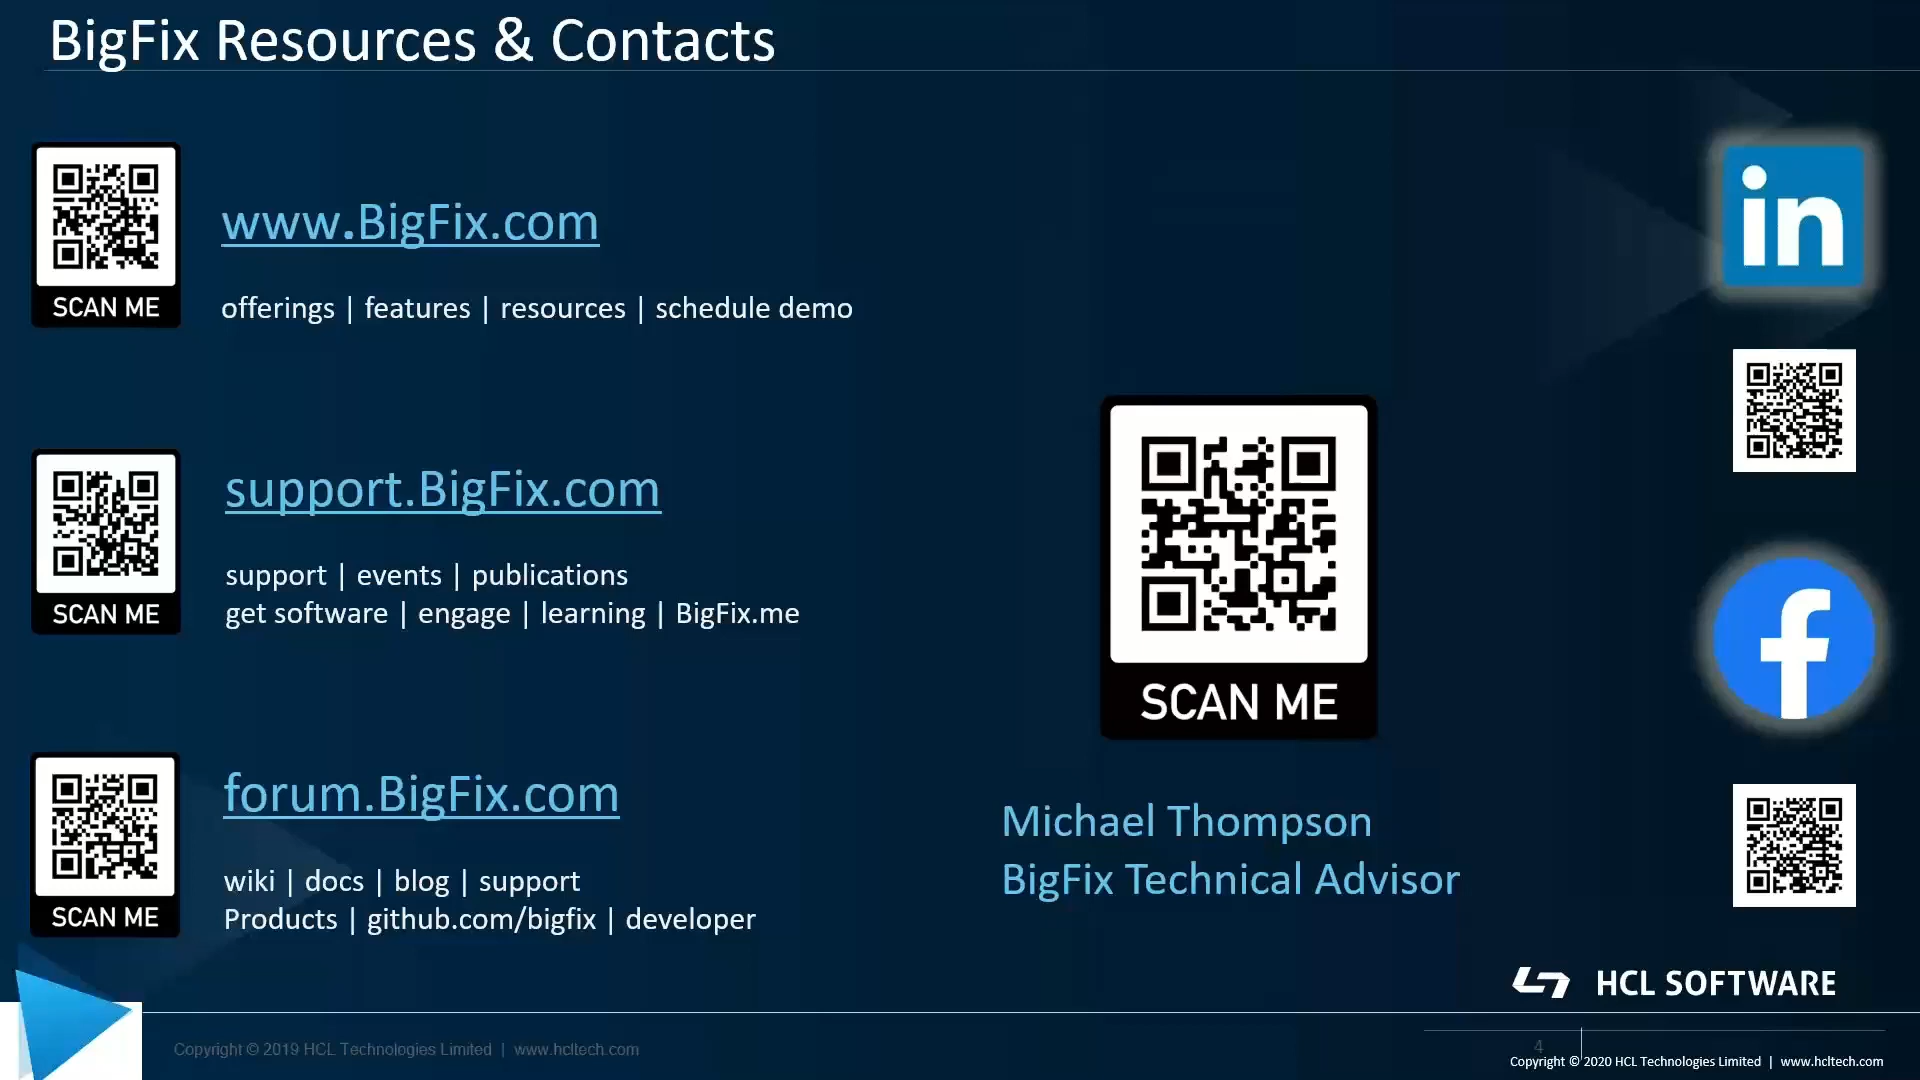 BigFix Resources & Contacts
SCAN ME
www.BigFix.com
offerings | features | resources | schedule demo
SCAN ME
support.BigFix.com
support | events | publications
get software | engage | learning | BigFix.me
SCAN ME
forum.BigFix.com
wiki | docs | blog | support
Products | github.com/bigfix | developer
SCAN ME
Michael Thompson
BigFix Technical Advisor
in
f
HCL SOFTWARE
Copyright © 2019 HCL Technologies Limited | www.hcltech.com
4
Copyright © 2020 HCL Technologies Limited | www.hcltech.com